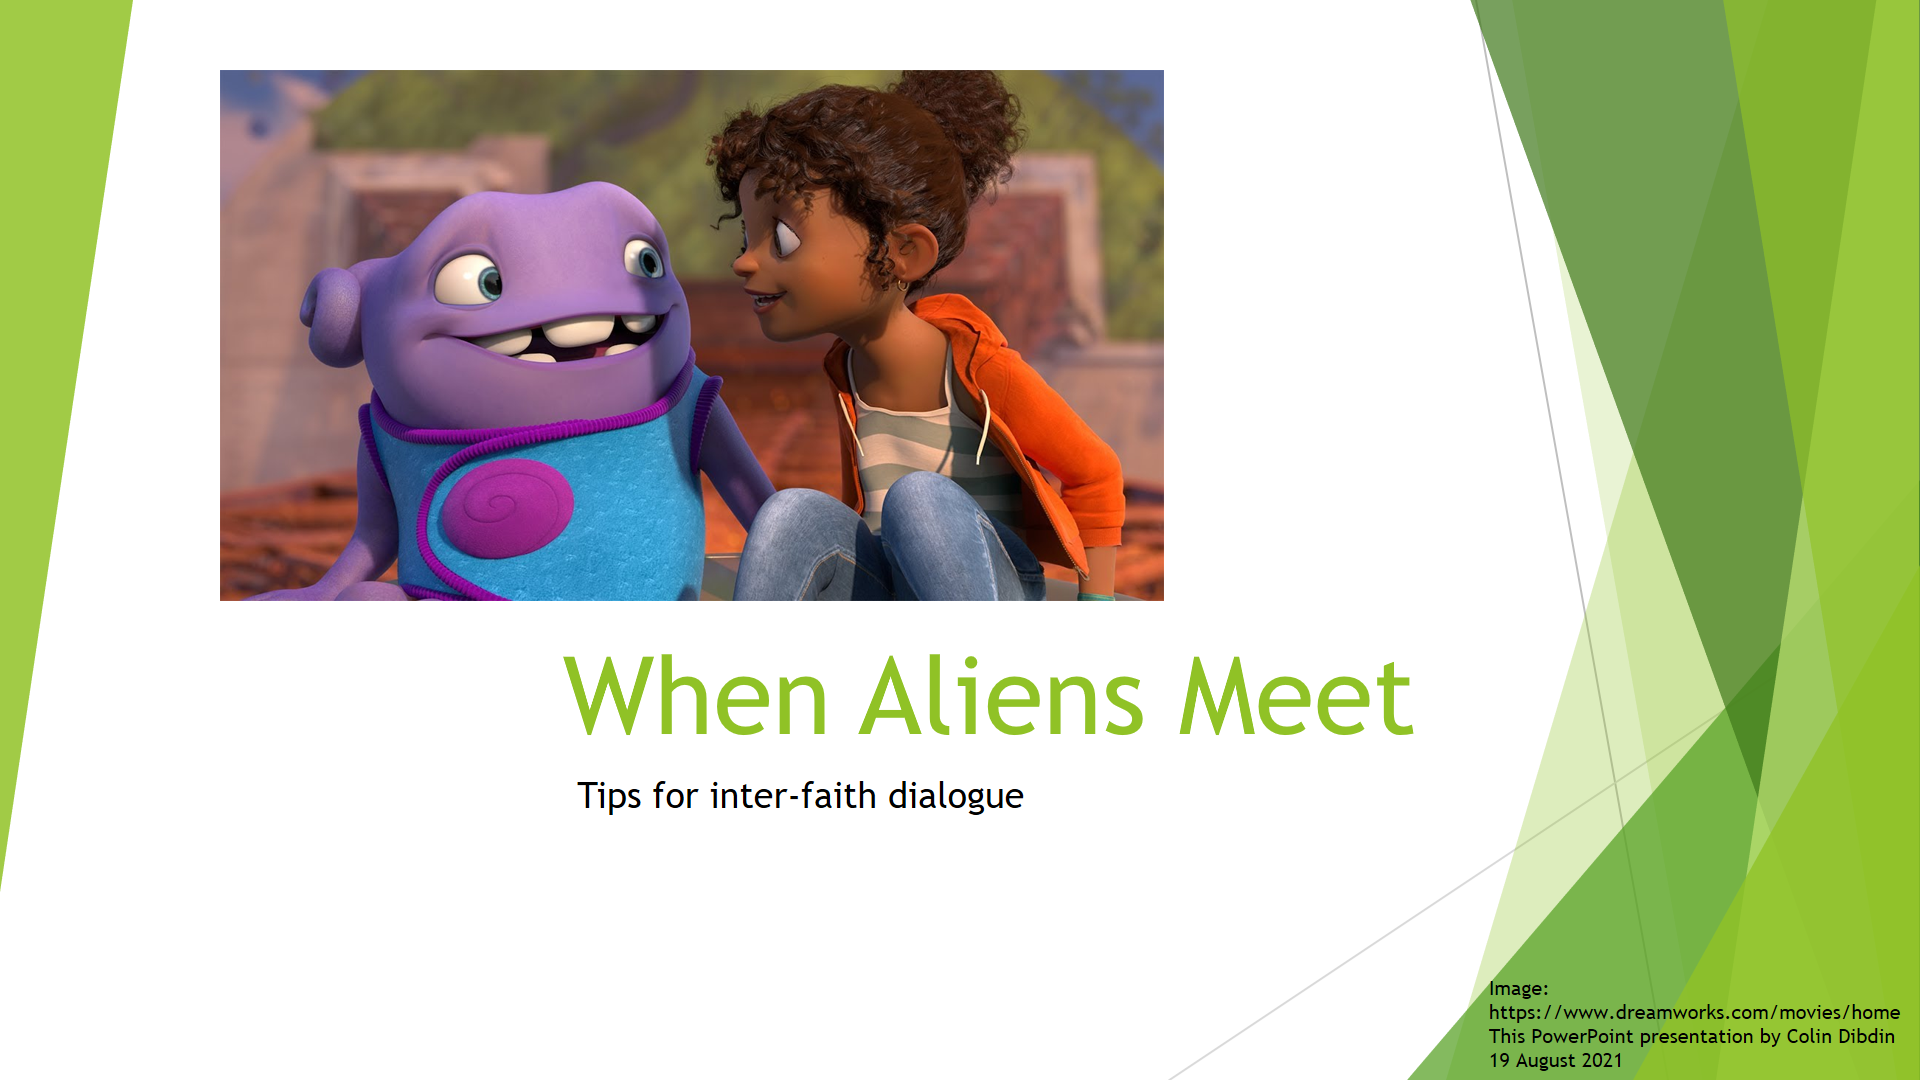 When Aliens Meet
Tips for inter-faith dialogue
Image:
https://www.dreamworks.com/movies/home
This PowerPoint presentation by Colin Dibdin
19 August 2021